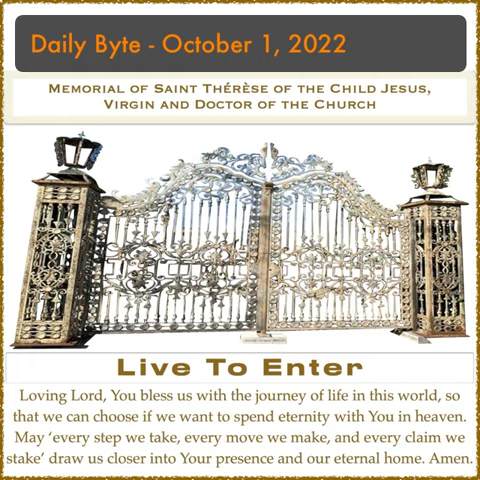 Daily Byte - October 1, 2022
Memorial of Saint Thérèse of the Child Jesus,
Virgin and Doctor of the Church
Live To Enter
Loving Lord, You bless us with the journey of life in this world, so
that we can choose if we want to spend eternity with You in heaven.
May ‘every step we take, every move we make, and every claim we
stake’ draw us closer into Your presence and our eternal home. Amen.